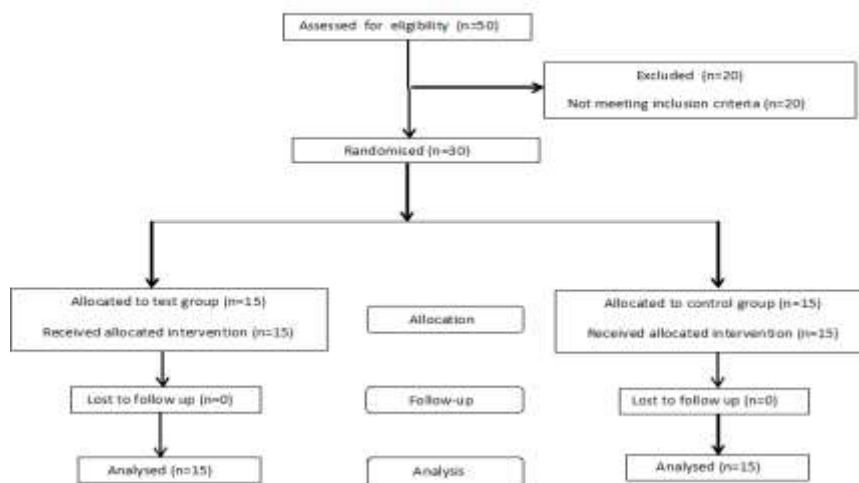 Assessed for eligibility (n=50)
Excluded (n=20)
Not meeting inclusion criteria (n=20)
Randomised (n=30)
Allocated to test group (n=15)
Received allocated intervention (n=15)
Allocation
Allocated to control group (n=15)
Received allocated intervention (n=15)
Lost to follow up (n=0)
Follow-up
Lost to follow up (n=0)
Analysed (n=15)
Analysis
Analysed (n=15)